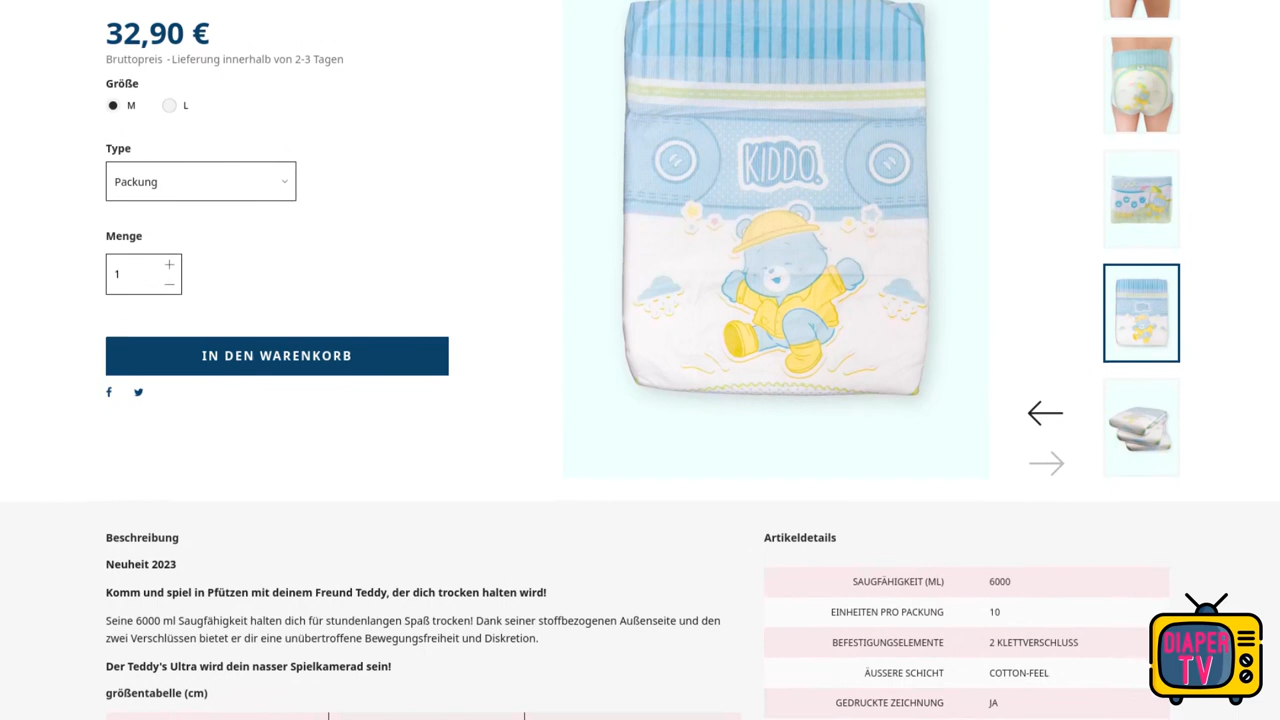 32,90 €
Bruttopreis - Lieferung innerhalb von 2-3 Tagen
Größe
M L
Type
Packung
Menge
1
IN DEN WARENKORB
KIDDO
Beschreibung
Neuheit 2023
Komm und spiel in Pfützen mit deinem Freund Teddy, der dich trocken halten wird!
Seine 6000 ml Saugfähigkeit halten dich für stundenlangen Spaß trocken! Dank seiner stoffbezogenen Außenseite und den
zwei Verschlüssen bietet er dir eine unübertroffene Bewegungsfreiheit und Diskretion.
Der Teddy's Ultra wird dein nasser Spielkamerad sein!
größentabelle (cm)
Artikeldetails
SAUGFÄHIGKEIT (ML) 6000
EINHEITEN PRO PACKUNG 10
BEFESTIGUNGSELEMENTE 2 KLETTVERSCHLUSS
ÄUSSERE SCHICHT COTTON-FEEL
GEDRUCKTE ZEICHNUNG JA
DIAPER
TV